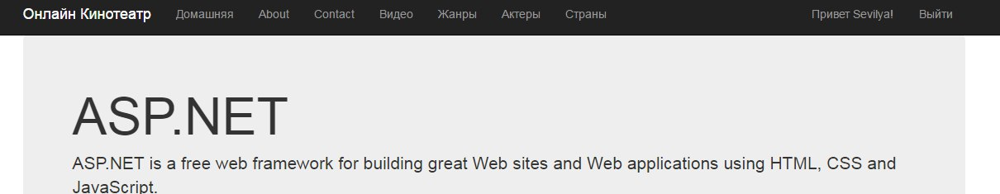 Онлайн Кинотеатр Домашняя About Contact Видео Жанры Актеры Страны Привет Sevilya! Выйти
ASP.NET
ASP.NET is a free web framework for building great Web sites and Web applications using HTML, CSS and
JavaScript.